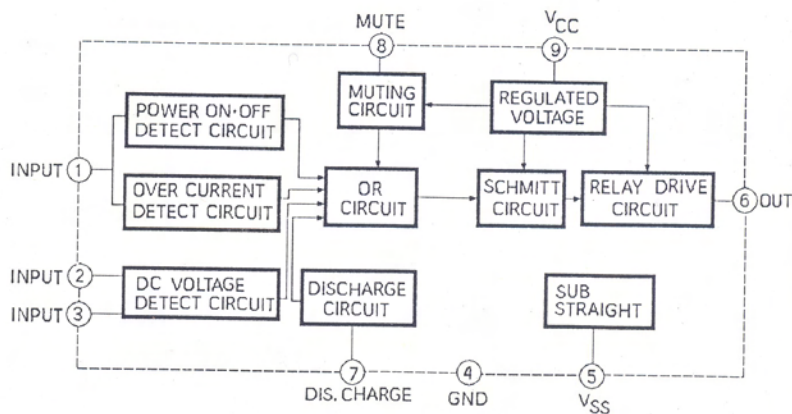 MUTE
8
VCC
9
MUTING
CIRCUIT
REGULATED
VOLTAGE
POWER ON·OFF
DETECT CIRCUIT
INPUT 1
OVER CURRENT
DETECT CIRCUIT
OR
CIRCUIT
SCHMITT
CIRCUIT
RELAY DRIVE
CIRCUIT
6 OUT
INPUT 2
INPUT 3
DC VOLTAGE
DETECT CIRCUIT
DISCHARGE
CIRCUIT
SUB
STRAIGHT
7
DIS. CHARGE
4
GND
5
VSS